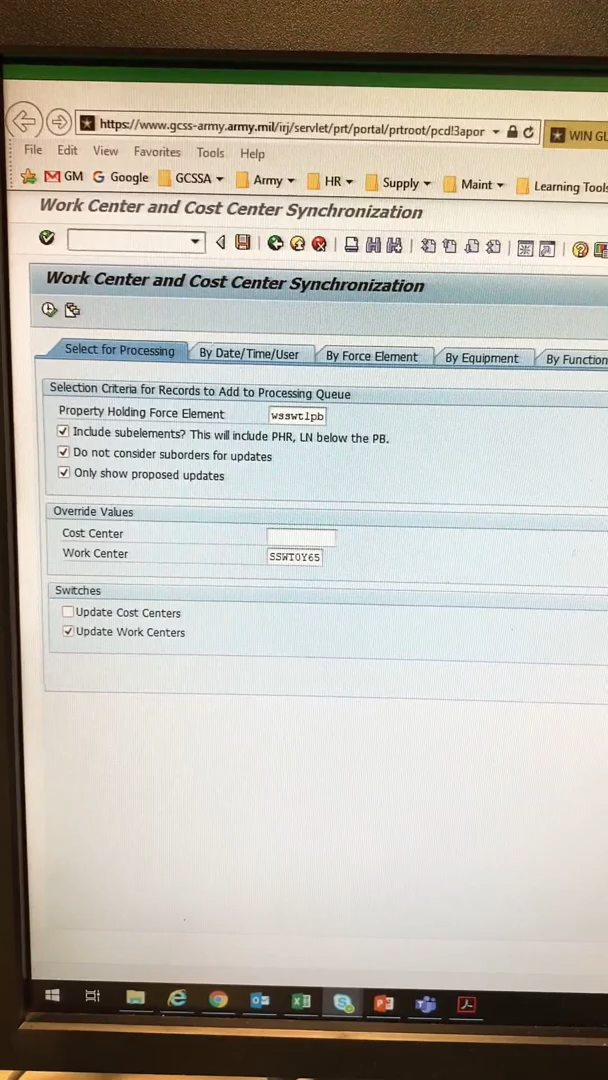 https://www.gcss-army.army.mil/irj/servlet/prt/portal/prtroot/pcd!3apor
WIN GU
File Edit View Favorites Tools Help
GM Google GCSSA Army HR Supply Maint Learning Tools
Work Center and Cost Center Synchronization
Work Center and Cost Center Synchronization
Select for Processing By Date/Time/User By Force Element By Equipment By Function
Selection Criteria for Records to Add to Processing Queue
Property Holding Force Element wsswt1pb
Include subelements? This will include PHR, LN below the PB.
Do not consider suborders for updates
Only show proposed updates
Override Values
Cost Center
Work Center SSWT0Y65
Switches
Update Cost Centers
Update Work Centers